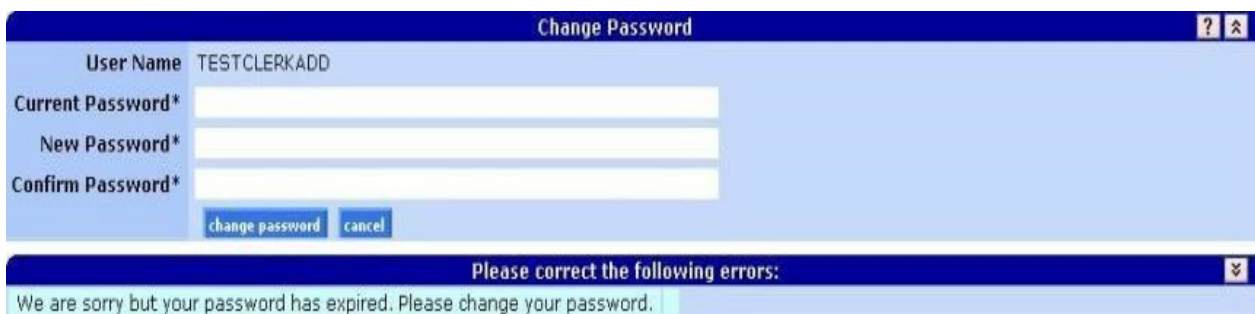 Change Password ?
User Name TESTCLERKADD
Current Password*
New Password*
Confirm Password*
change password cancel
Please correct the following errors:
We are sorry but your password has expired. Please change your password.